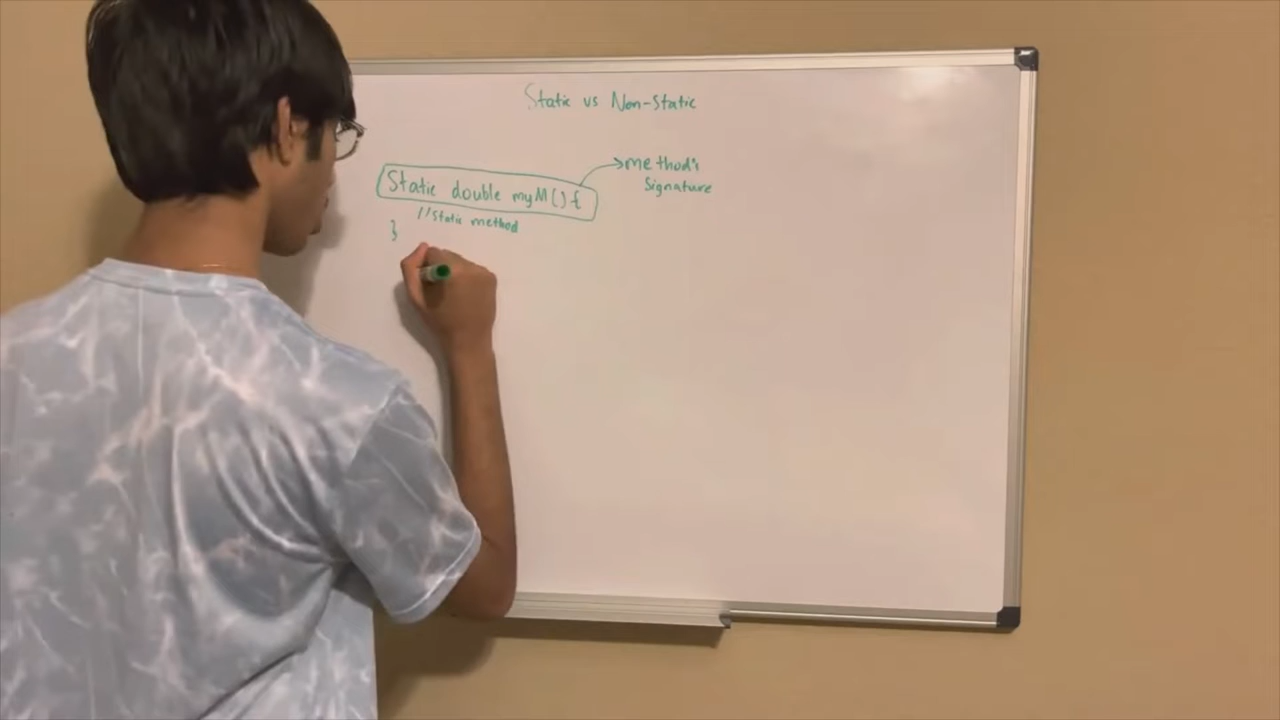 Static vs Non-Static
method's
Signature
Static double myM() {
//Static method
}